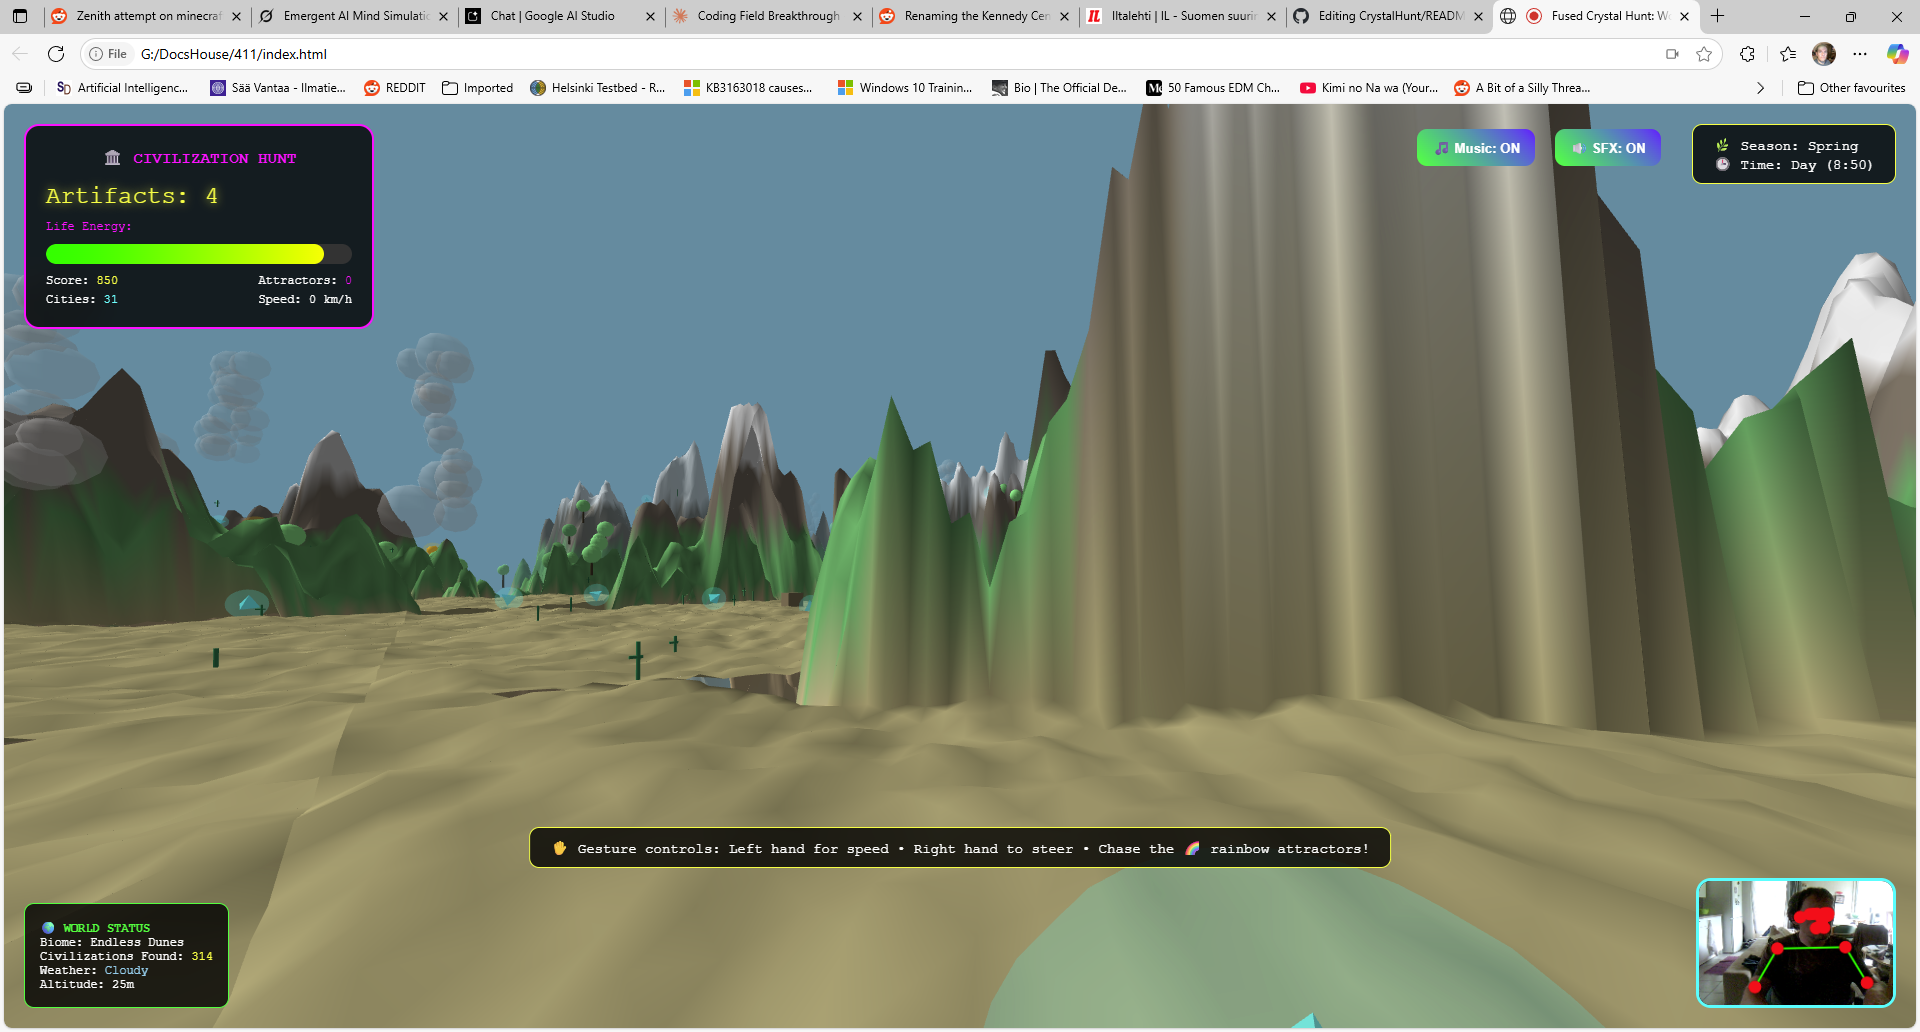 Zenith attempt on minecraf
Emergent AI Mind Simulatio
Chat | Google AI Studio
Coding Field Breakthrough
Renaming the Kennedy Cen
Iltalehti | IL - Suomen suurin
Editing CrystalHunt/READM
Fused Crystal Hunt: Wo
File
G:/DocsHouse/411/index.html
Artificial Intelligenc...
Sää Vantaa - Ilmatie...
REDDIT
Imported
Helsinki Testbed - R...
KB3163018 causes...
Windows 10 Trainin...
Bio | The Official De...
50 Famous EDM Ch...
Kimi no Na wa (Your...
A Bit of a Silly Threa...
Other favourites
🏛️ CIVILIZATION HUNT
Artifacts: 4
Life Energy:
Score: 850
Attractors: 0
Cities: 31
Speed: 0 km/h
🎵 Music: ON
🔊 SFX: ON
🌿 Season: Spring
🕒 Time: Day (8:50)
✋ Gesture controls: Left hand for speed • Right hand to steer • Chase the 🌈 rainbow attractors!
🌍 WORLD STATUS
Biome: Endless Dunes
Civilizations Found: 314
Weather: Cloudy
Altitude: 25m